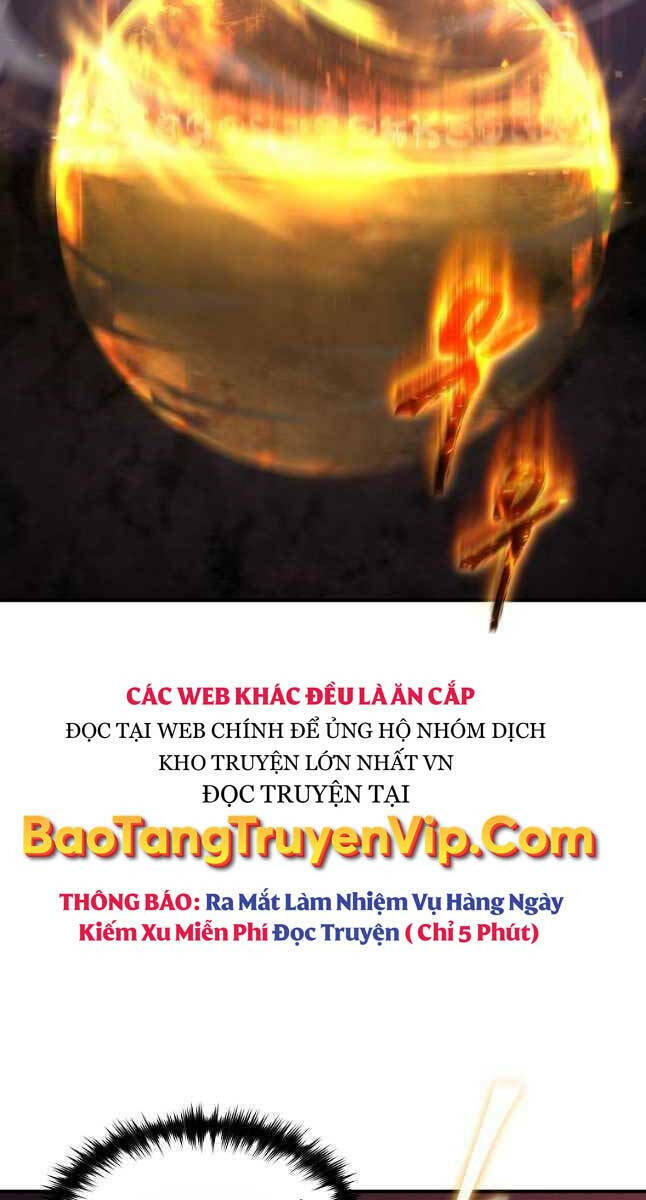 CÁC WEB KHÁC ĐỀU LÀ ĂN CẮP
ĐỌC TẠI WEB CHÍNH ĐỂ ỦNG HỘ NHÓM DỊCH
KHO TRUYỆN LỚN NHẤT VN
ĐỌC TRUYỆN TẠI
BaoTangTruyenVip.Com
THÔNG BÁO: Ra Mắt Làm Nhiệm Vụ Hàng Ngày
Kiếm Xu Miễn Phí Đọc Truyện ( Chỉ 5 Phút)